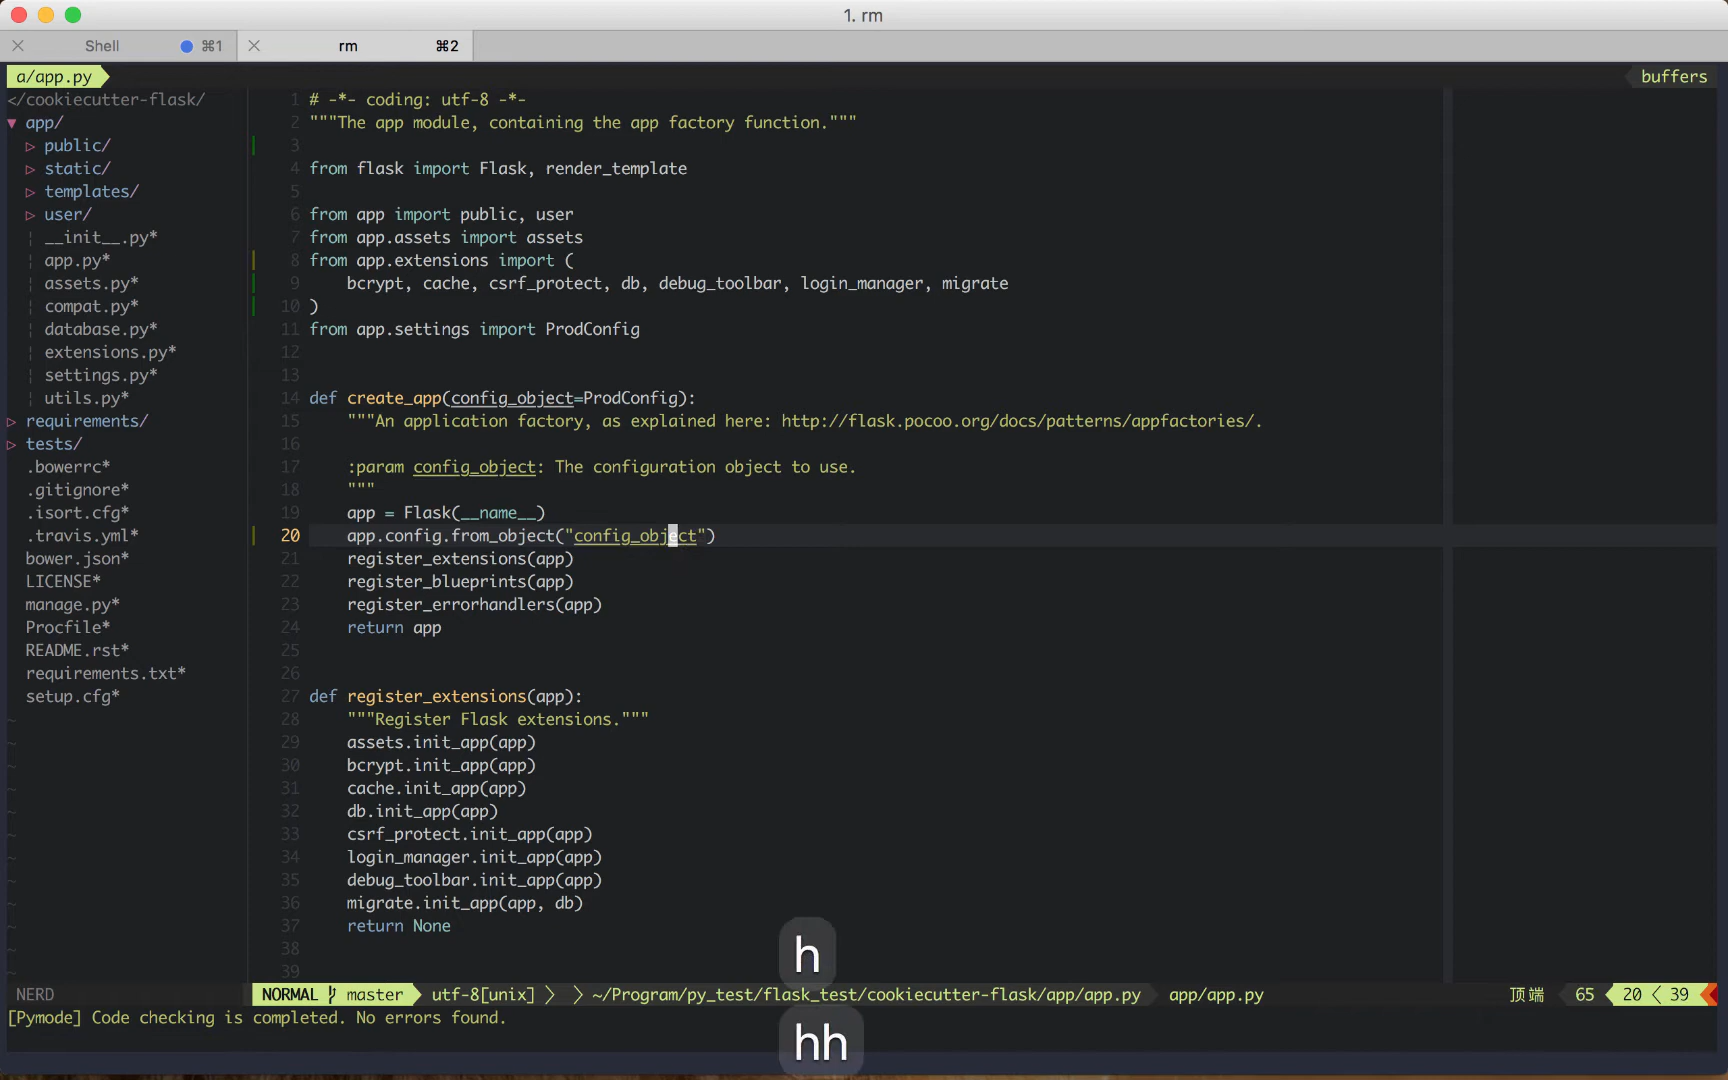 1. rm
Shell ⌘1 rm ⌘2
a/app.py buffers
</cookiecutter-flask/
▼ app/
▷ public/
▷ static/
▷ templates/
▷ user/
¦ __init__.py*
¦ app.py*
¦ assets.py*
¦ compat.py*
¦ database.py*
¦ extensions.py*
¦ settings.py*
¦ utils.py*
▷ requirements/
▷ tests/
.bowerrc*
.gitignore*
.isort.cfg*
.travis.yml*
bower.json*
LICENSE*
manage.py*
Procfile*
README.rst*
requirements.txt*
setup.cfg*
~
~
~
~
~
~
~
~
~
~
~
~
1 # -*- coding: utf-8 -*-
2 """The app module, containing the app factory function."""
3
4 from flask import Flask, render_template
5
6 from app import public, user
7 from app.assets import assets
8 from app.extensions import (
9     bcrypt, cache, csrf_protect, db, debug_toolbar, login_manager, migrate
10 )
11 from app.settings import ProdConfig
12
13
14 def create_app(config_object=ProdConfig):
15     """An application factory, as explained here: http://flask.pocoo.org/docs/patterns/appfactories/.
16
17     :param config_object: The configuration object to use.
18     """
19     app = Flask(__name__)
20     app.config.from_object("config_object")
21     register_extensions(app)
22     register_blueprints(app)
23     register_errorhandlers(app)
24     return app
25
26
27 def register_extensions(app):
28     """Register Flask extensions."""
29     assets.init_app(app)
30     bcrypt.init_app(app)
31     cache.init_app(app)
32     db.init_app(app)
33     csrf_protect.init_app(app)
34     login_manager.init_app(app)
35     debug_toolbar.init_app(app)
36     migrate.init_app(app, db)
37     return None
38
39
h
NERD NORMAL master utf-8[unix] ~/Program/py_test/flask_test/cookiecutter-flask/app/app.py app/app.py 顶端 65 20 < 39
[Pymode] Code checking is completed. No errors found.
hh